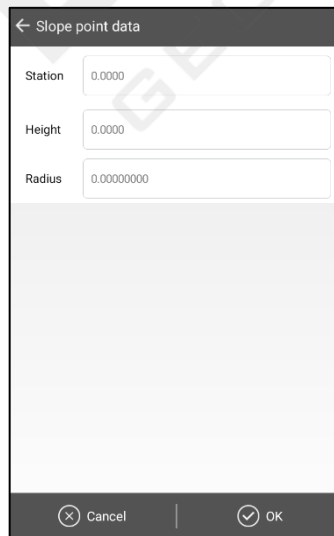 Slope point data
Station 0.0000
Height 0.0000
Radius 0.00000000
Cancel OK